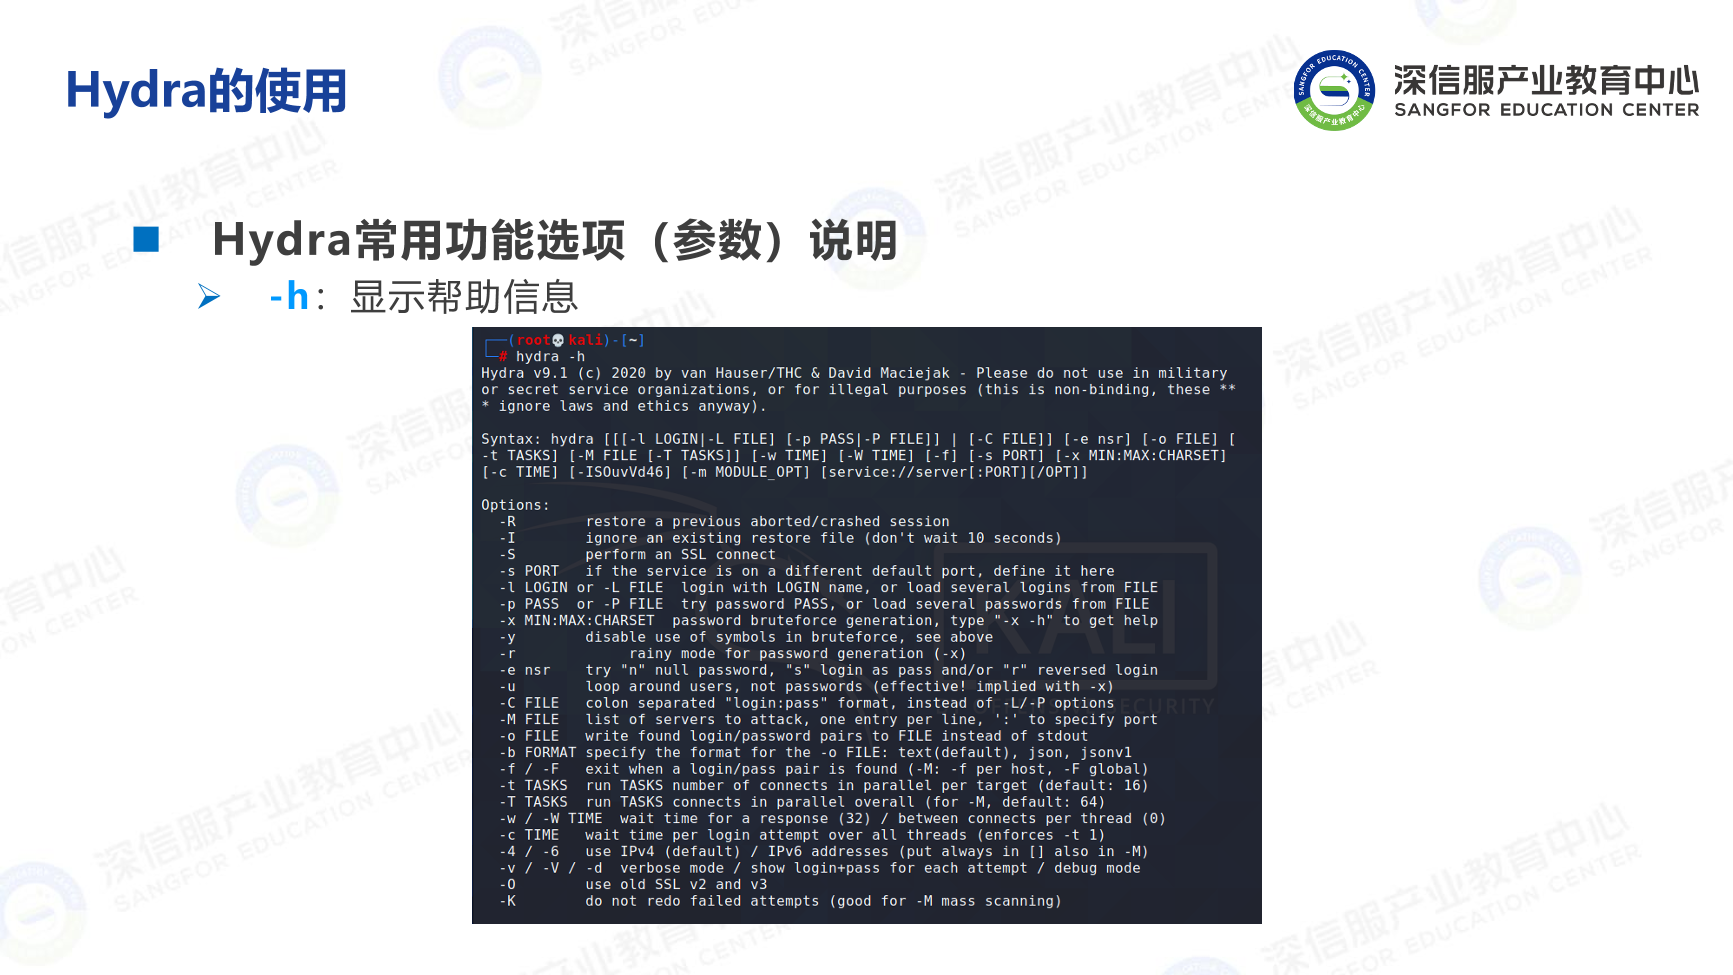 Hydra的使用
深信服产业教育中心
SANGFOR EDUCATION CENTER
Hydra常用功能选项（参数）说明
-h：显示帮助信息
(root💀kali)-[~]
# hydra -h
Hydra v9.1 (c) 2020 by van Hauser/THC & David Maciejak - Please do not use in military
or secret service organizations, or for illegal purposes (this is non-binding, these **
* ignore laws and ethics anyway).
Syntax: hydra [[[-l LOGIN|-L FILE] [-p PASS|-P FILE]] | [-C FILE]] [-e nsr] [-o FILE] [
-t TASKS] [-M FILE [-T TASKS]] [-w TIME] [-W TIME] [-f] [-s PORT] [-x MIN:MAX:CHARSET]
[-c TIME] [-ISOuvVd46] [-m MODULE_OPT] [service://server[:PORT][/OPT]]
Options:
-R        restore a previous aborted/crashed session
-I        ignore an existing restore file (don't wait 10 seconds)
-S        perform an SSL connect
-s PORT   if the service is on a different default port, define it here
-l LOGIN or -L FILE  login with LOGIN name, or load several logins from FILE
-p PASS  or -P FILE  try password PASS, or load several passwords from FILE
-x MIN:MAX:CHARSET  password bruteforce generation, type "-x -h" to get help
-y        disable use of symbols in bruteforce, see above
-r             rainy mode for password generation (-x)
-e nsr    try "n" null password, "s" login as pass and/or "r" reversed login
-u        loop around users, not passwords (effective! implied with -x)
-C FILE   colon separated "login:pass" format, instead of -L/-P options
-M FILE   list of servers to attack, one entry per line, ':' to specify port
-o FILE   write found login/password pairs to FILE instead of stdout
-b FORMAT specify the format for the -o FILE: text(default), json, jsonv1
-f / -F   exit when a login/pass pair is found (-M: -f per host, -F global)
-t TASKS  run TASKS number of connects in parallel per target (default: 16)
-T TASKS  run TASKS connects in parallel overall (for -M, default: 64)
-w / -W TIME  wait time for a response (32) / between connects per thread (0)
-c TIME   wait time per login attempt over all threads (enforces -t 1)
-4 / -6   use IPv4 (default) / IPv6 addresses (put always in [] also in -M)
-v / -V / -d  verbose mode / show login+pass for each attempt / debug mode
-O        use old SSL v2 and v3
-K        do not redo failed attempts (good for -M mass scanning)